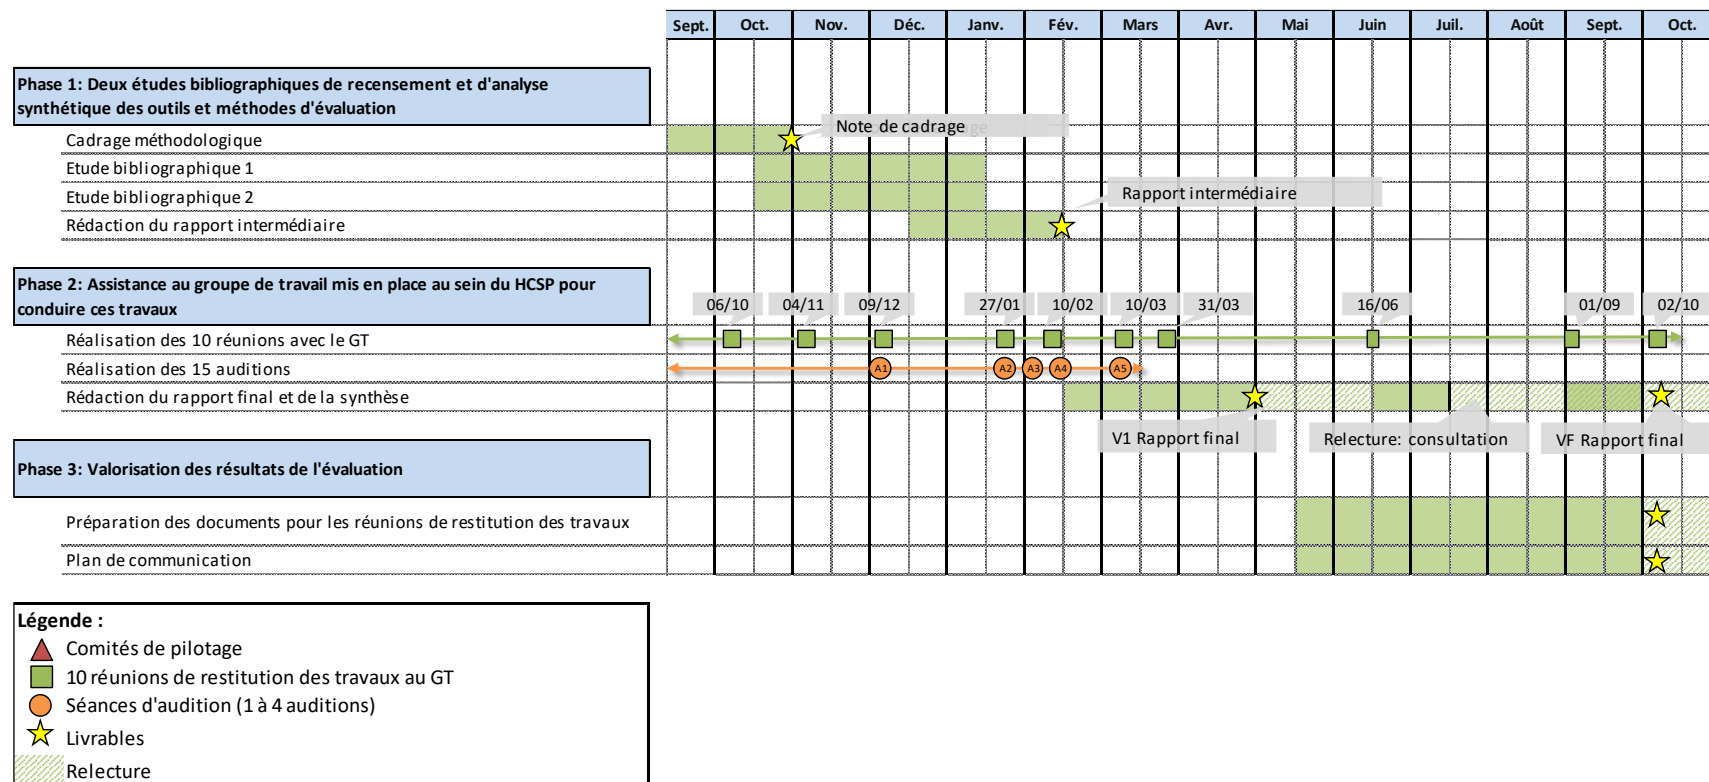 Sept. Oct. Nov. Déc. Janv. Fév. Mars Avr. Mai Juin Juil. Août Sept. Oct.
Phase 1: Deux études bibliographiques de recensement et d'analyse
synthétique des outils et méthodes d'évaluation
Note de cadrage
Cadrage méthodologique
Etude bibliographique 1
Etude bibliographique 2
Rapport intermédiaire
Rédaction du rapport intermédiaire
Phase 2: Assistance au groupe de travail mis en place au sein du HCSP pour
conduire ces travaux
06/10 04/11 09/12 27/01 10/02 10/03 31/03 16/06 01/09 02/10
Réalisation des 10 réunions avec le GT
Réalisation des 15 auditions
A1 A2 A3 A4 A5
Rédaction du rapport final et de la synthèse
V1 Rapport final
Relecture: consultation
VF Rapport final
Phase 3: Valorisation des résultats de l'évaluation
Préparation des documents pour les réunions de restitution des travaux
Plan de communication
Légende :
Comités de pilotage
10 réunions de restitution des travaux au GT
Séances d'audition (1 à 4 auditions)
Livrables
Relecture